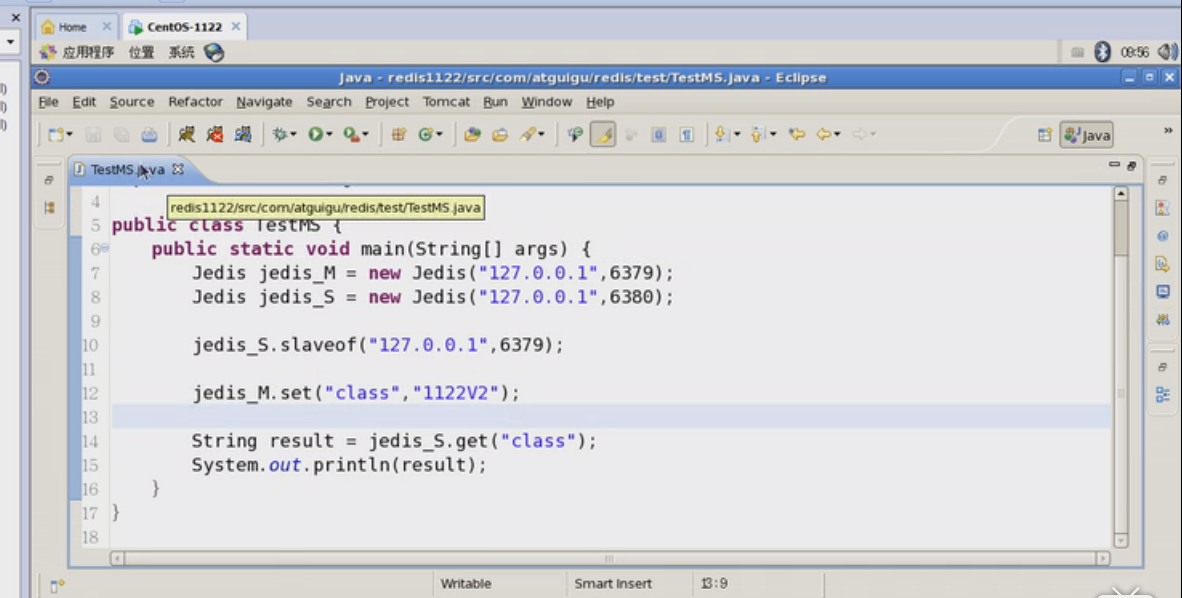 Home
CentOS-1122
应用程序 位置 系统
09:56
Java - redis1122/src/com/atguigu/redis/test/TestMS.java - Eclipse
File Edit Source Refactor Navigate Search Project Tomcat Run Window Help
Java
TestMS.java
redis1122/src/com/atguigu/redis/test/TestMS.java
4
5 public class TestMS {
6 public static void main(String[] args) {
7 Jedis jedis_M = new Jedis("127.0.0.1",6379);
8 Jedis jedis_S = new Jedis("127.0.0.1",6380);
9
10 jedis_S.slaveof("127.0.0.1",6379);
11
12 jedis_M.set("class","1122V2");
13
14 String result = jedis_S.get("class");
15 System.out.println(result);
16 }
17 }
18
Writable Smart Insert 13:9